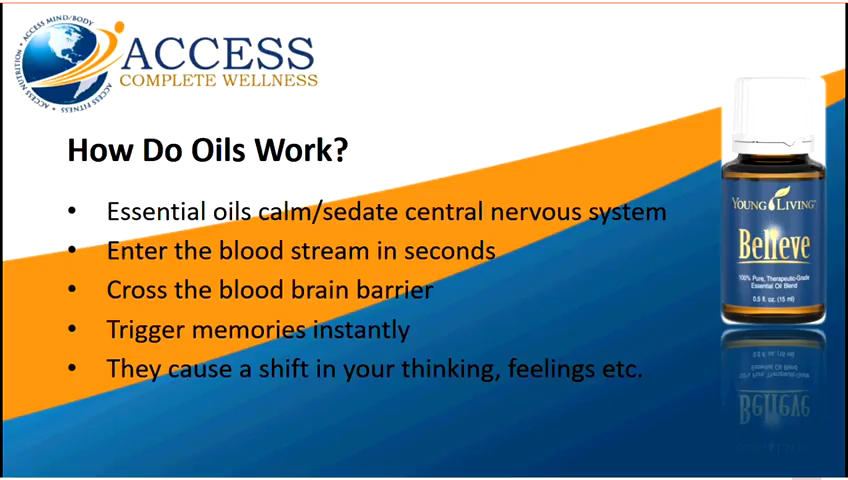 ACCESS MIND/BODY
ACCESS NUTRITION
ACCESS FITNESS
ACCESS
COMPLETE WELLNESS
How Do Oils Work?
• Essential oils calm/sedate central nervous system
• Enter the blood stream in seconds
• Cross the blood brain barrier
• Trigger memories instantly
• They cause a shift in your thinking, feelings etc.
YOUNG LIVING
Believe
100% Pure, Therapeutic-Grade
Essential Oil Blend
0.5 fl. oz. (15 ml)